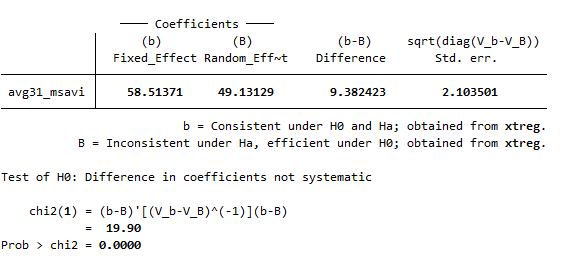 —— Coefficients ——
(b) (B) (b-B) sqrt(diag(V_b-V_B))
Fixed_Effect Random_Eff~t Difference Std. err.
avg31_msavi 58.51371 49.13129 9.382423 2.103501
b = Consistent under H0 and Ha; obtained from xtreg.
B = Inconsistent under Ha, efficient under H0; obtained from xtreg.
Test of H0: Difference in coefficients not systematic
chi2(1) = (b-B)'[(V_b-V_B)^(-1)](b-B)
= 19.90
Prob > chi2 = 0.0000